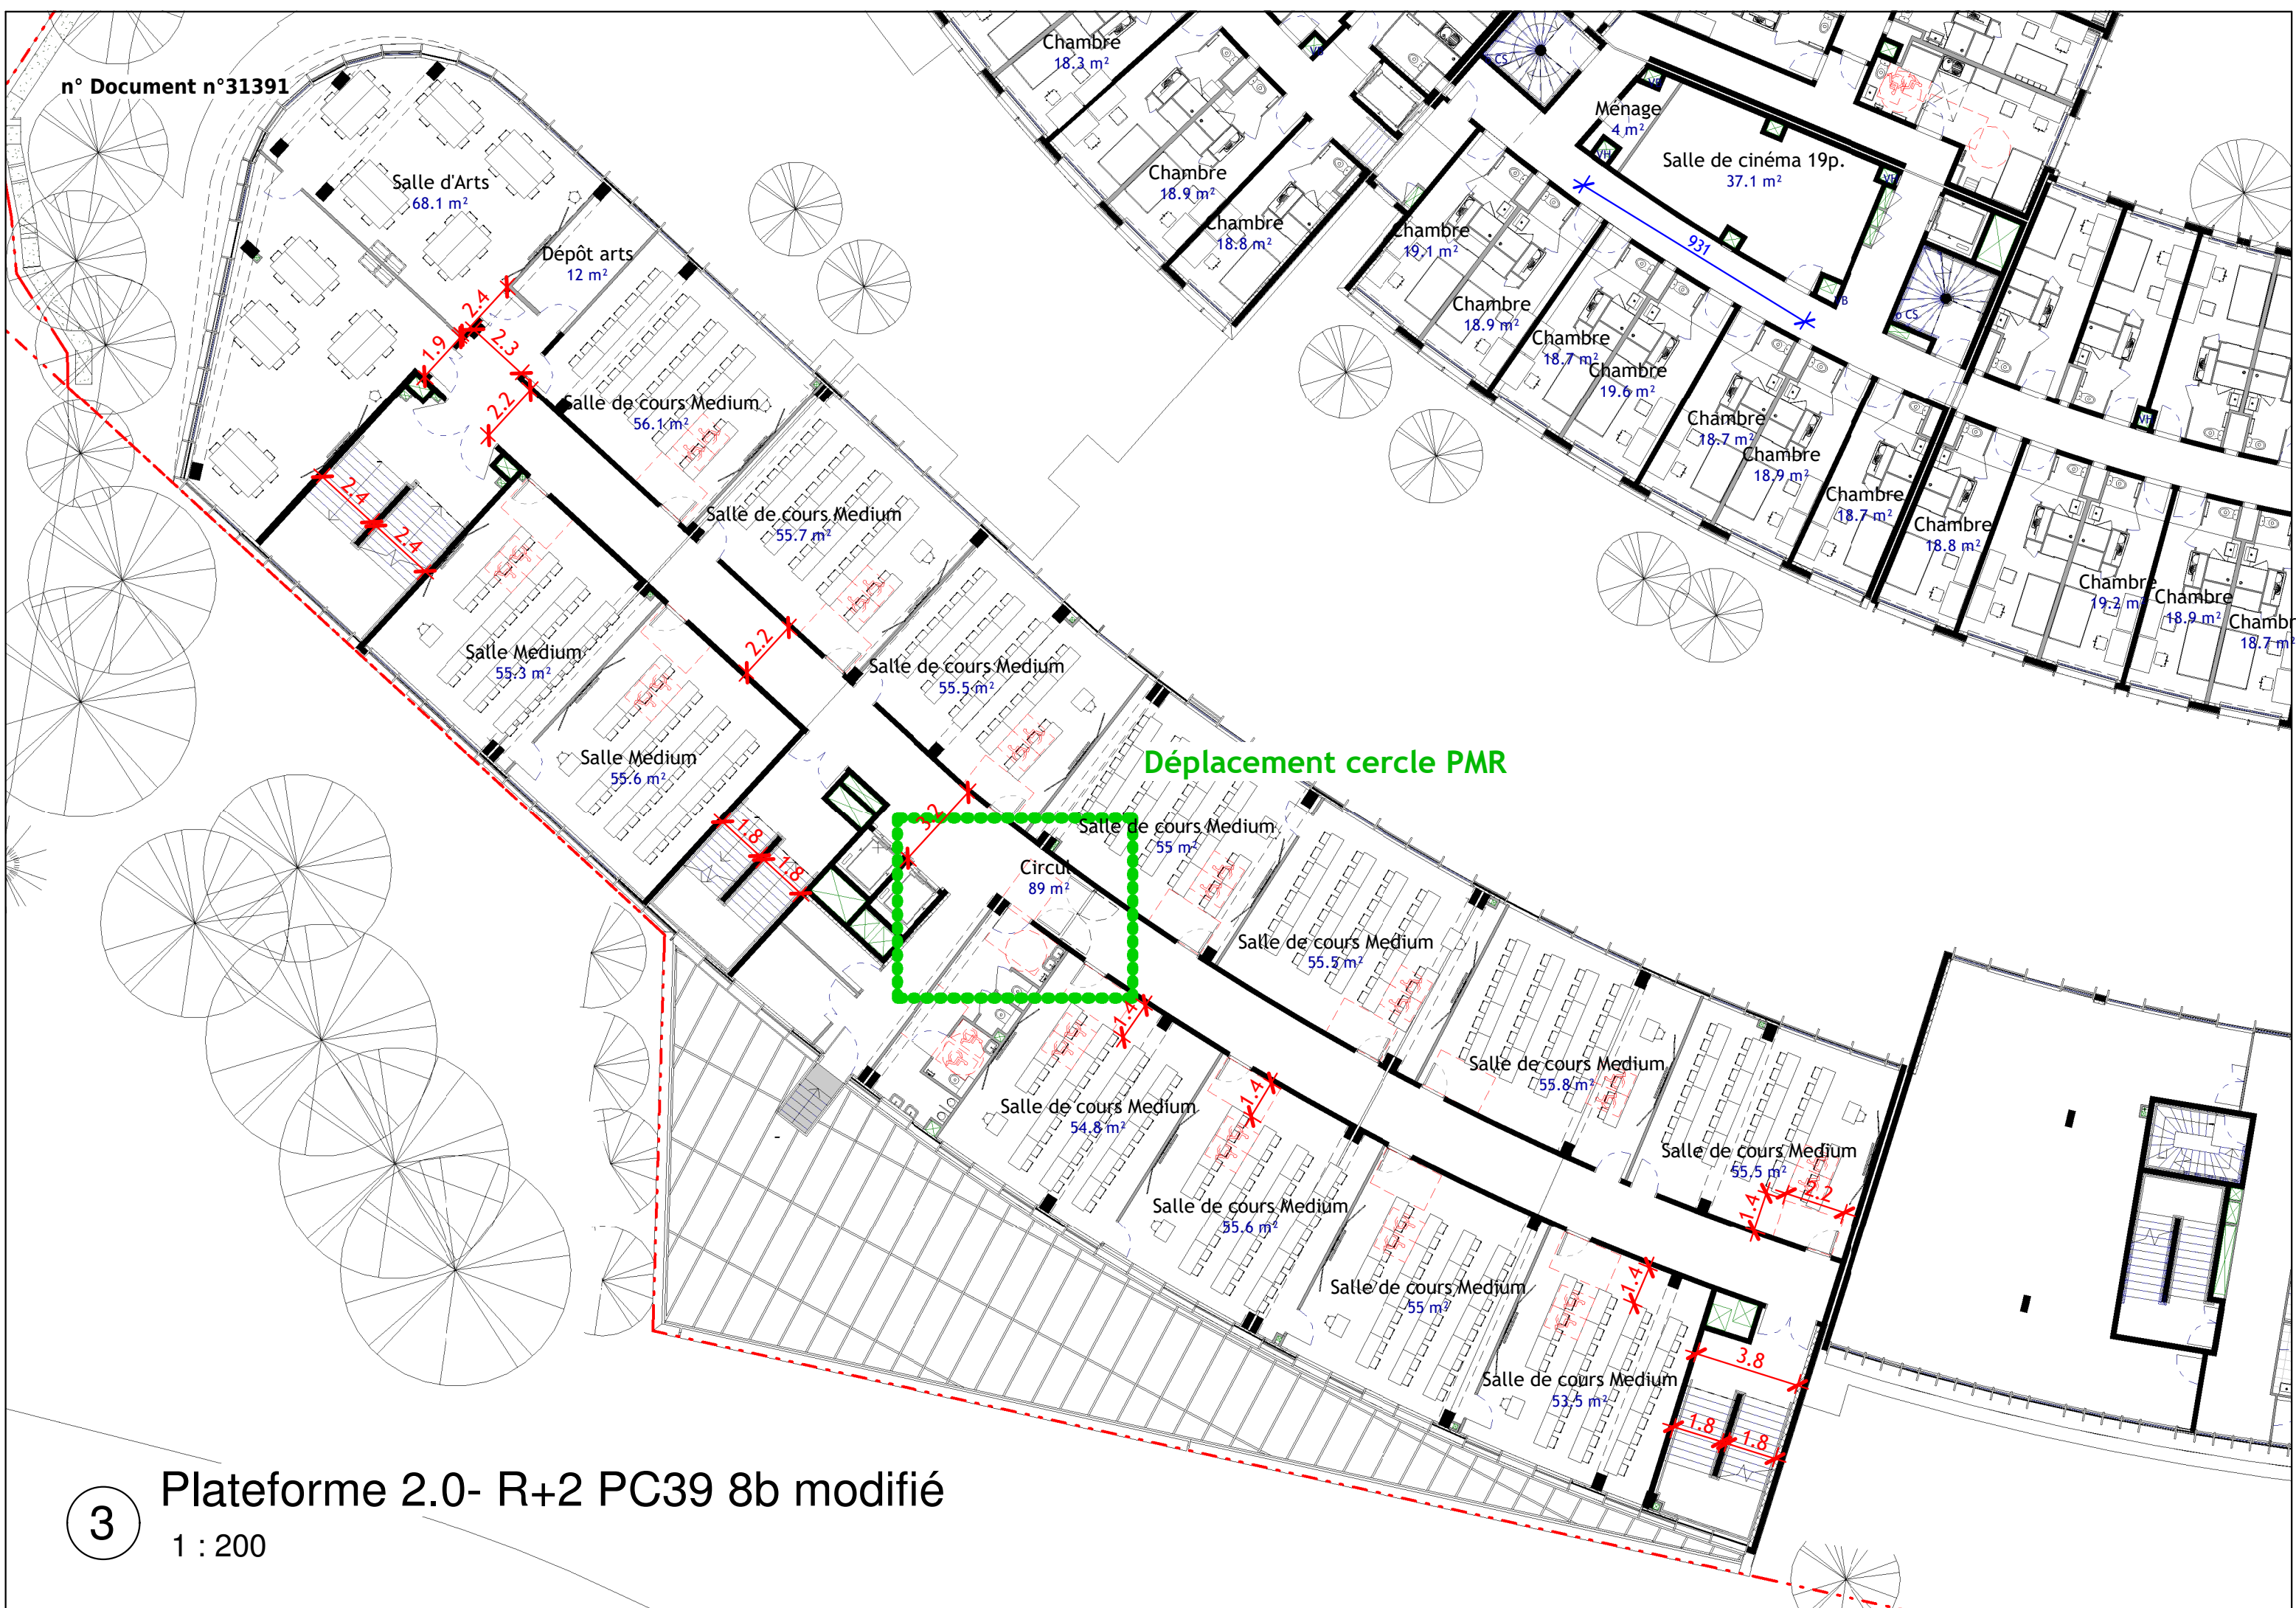 n° Document n°31391
Chambre
18.3 m²
Chambre
18.9 m²
Chambre
18.8 m²
Ménage
4 m²
Salle de cinéma 19p.
37.1 m²
931
Chambre
19.1 m²
Chambre
18.9 m²
Chambre
18.7 m²
Chambre
19.6 m²
Chambre
18.7 m²
Chambre
18.9 m²
Chambre
18.7 m²
Chambre
18.8 m²
Chambre
19.2 m²
Chambre
18.9 m²
Chambr
18.7 m²
VH
VH
VH
CS
CS
Salle d'Arts
68.1 m²
Dépôt arts
12 m²
2.4
1.9
2.3
2.2
2.4
2.4
Salle de cours Medium
56.1 m²
Salle de cours Medium
55.7 m²
Salle Medium
55.3 m²
2.2
Salle de cours Medium
55.5 m²
Salle Medium
55.6 m²
Déplacement cercle PMR
3.2
1.8
1.8
Salle de cours Medium
55 m²
Circul
89 m²
Salle de cours Medium
55.5 m²
1.4
Salle de cours Medium
54.8 m²
1.4
Salle de cours Medium
55.8 m²
Salle de cours Medium
55.5 m²
1.4
2.2
Salle de cours Medium
55.6 m²
Salle de cours Medium
55 m²
1.4
Salle de cours Medium
53.5 m²
3.8
1.8
1.8
3
Plateforme 2.0- R+2 PC39 8b modifié
1 : 200